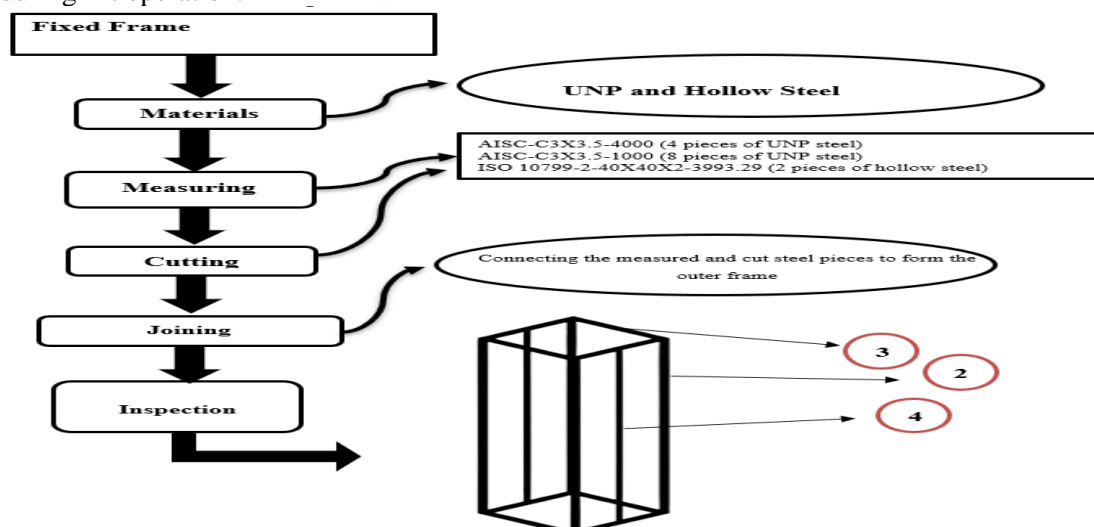 Fixed Frame
UNP and Hollow Steel
Materials
AISC-C3X3.5-4000 (4 pieces of UNP steel)
AISC-C3X3.5-1000 (8 pieces of UNP steel)
ISO 10799-2-40X40X2-3993.29 (2 pieces of hollow steel)
Measuring
Cutting
Connecting the measured and cut steel pieces to form the
outer frame
Joining
3
2
4
Inspection